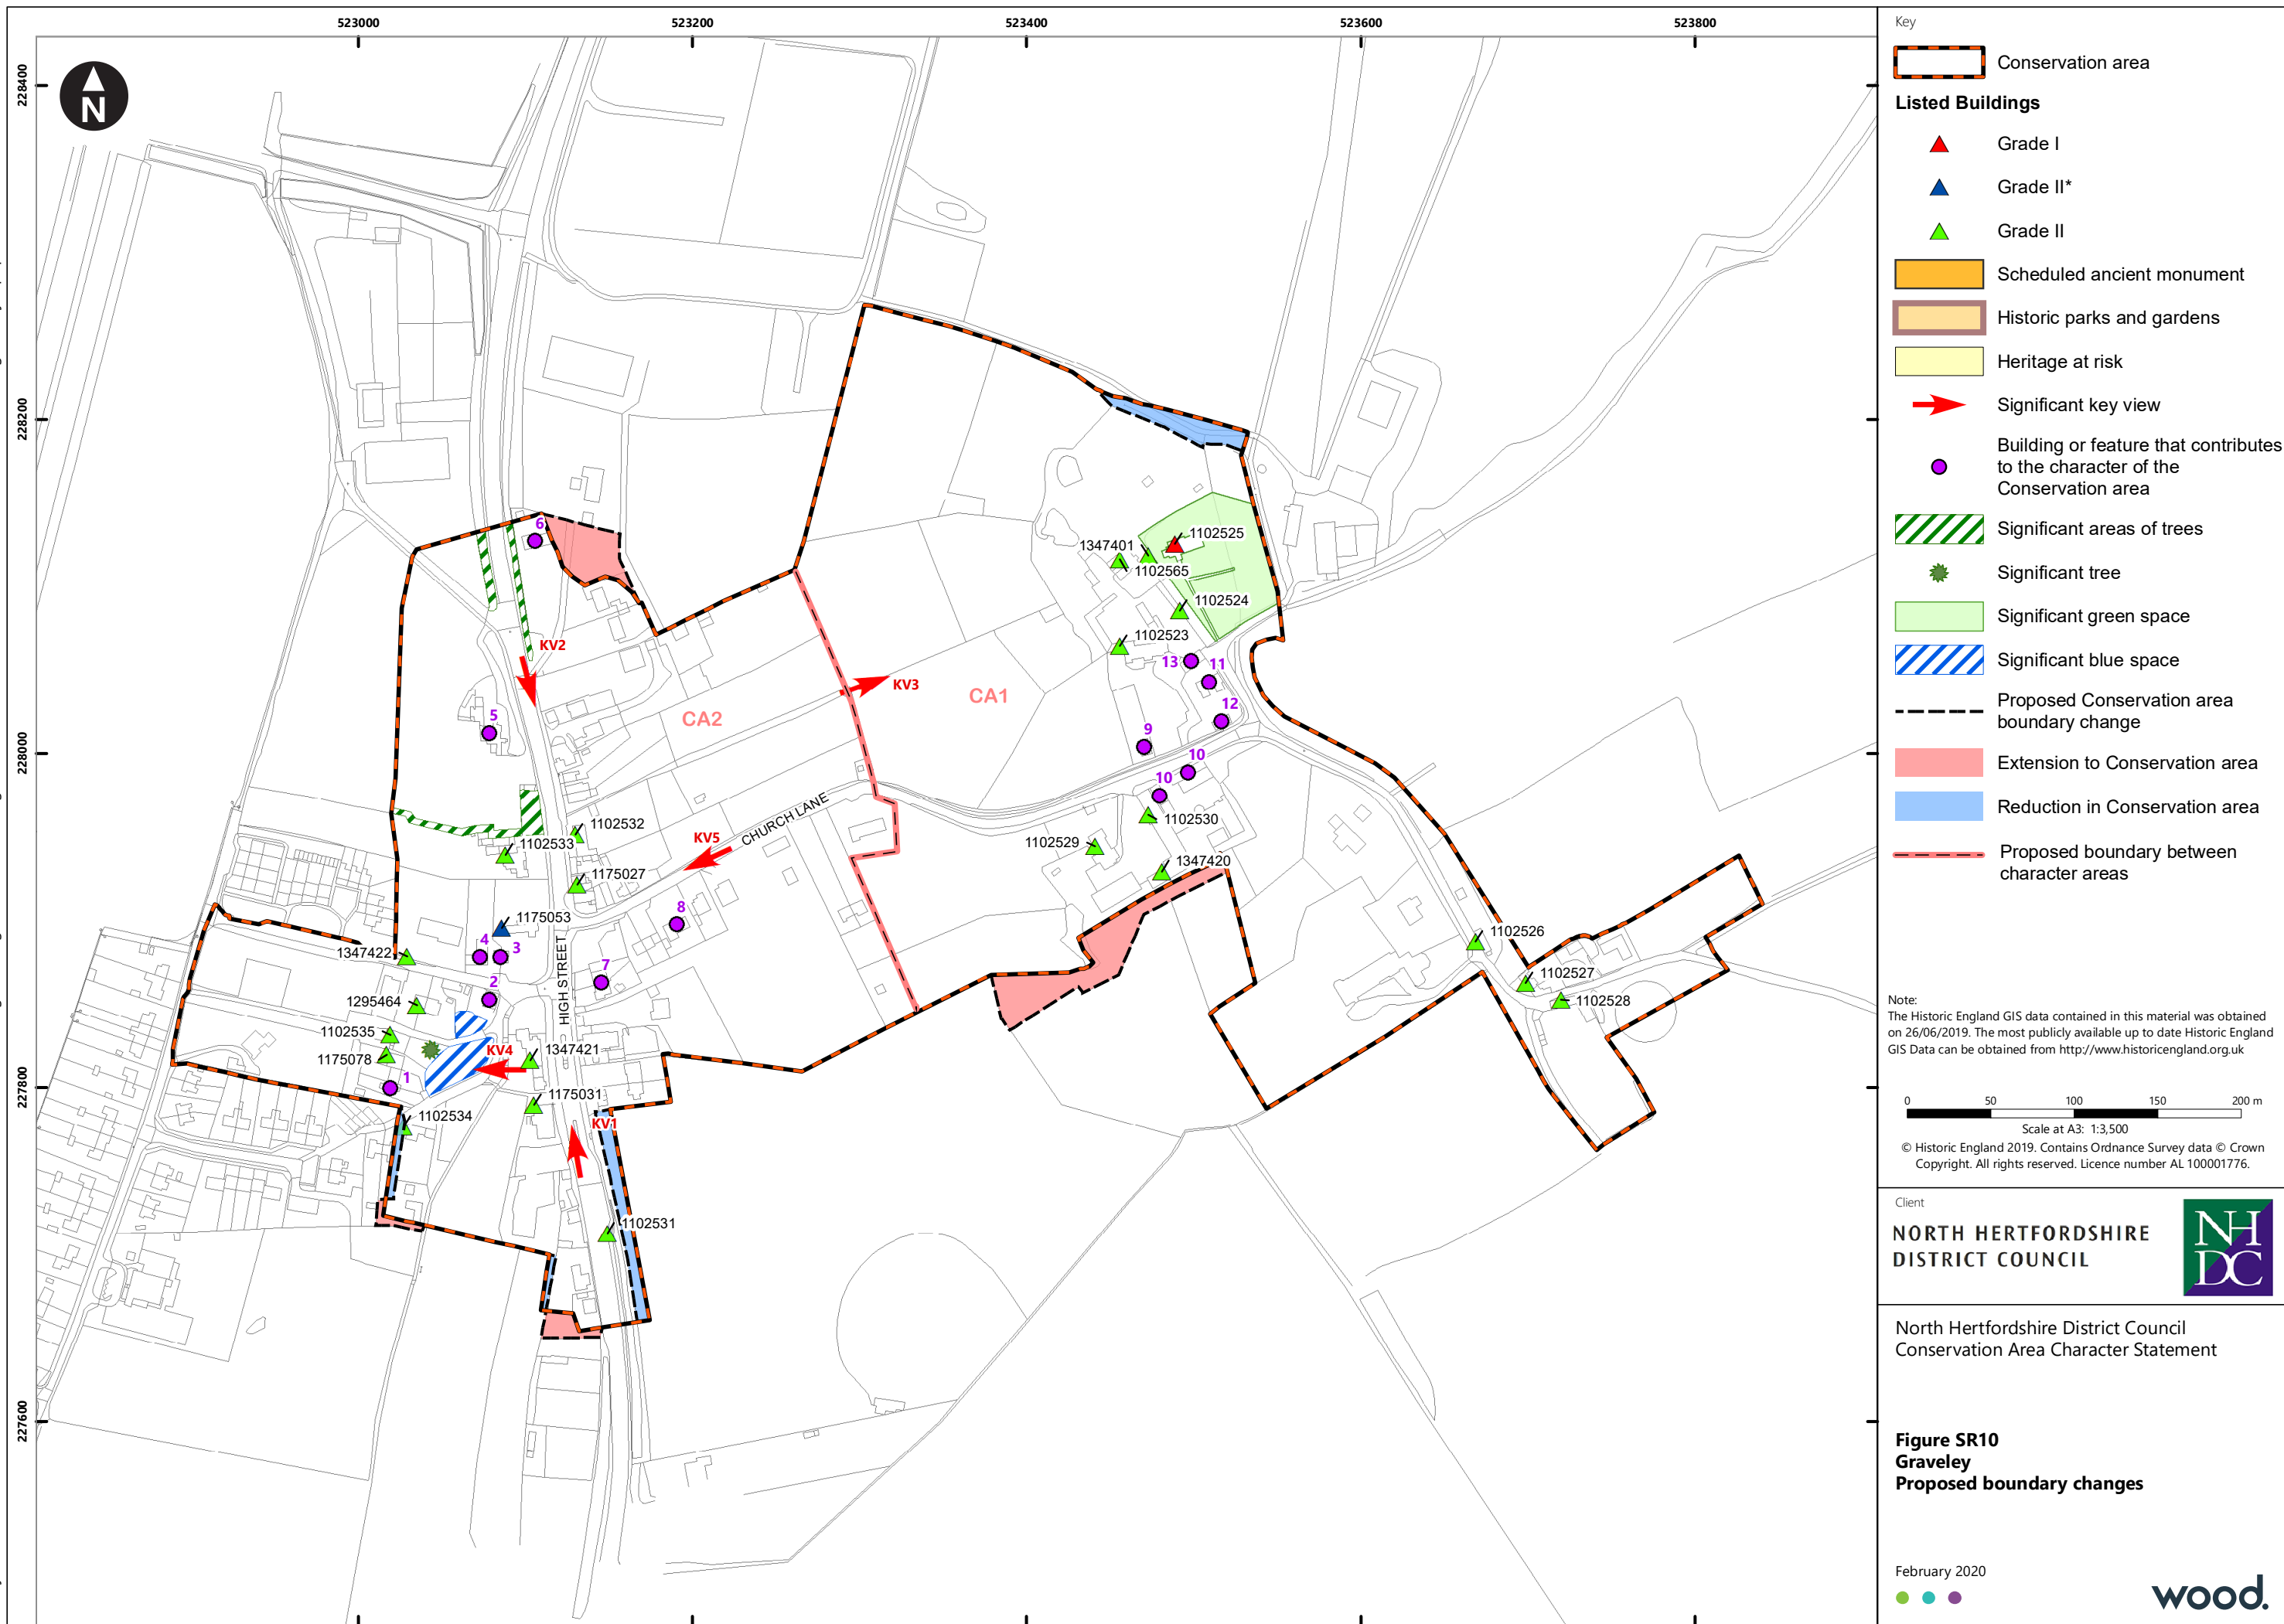 523000
523200
523400
523600
523800
228400
228200
228000
227800
227600
N
6
KV2
5
CA2
KV3
CA1
1102525
1347401
1102565
1102524
1102523
13
11
12
9
10
10
1102530
1102529
1347420
1102532
1102533
1175027
KV5
CHURCH LANE
8
1175053
4
3
1347422
2
7
HIGH STREET
1295464
1102535
1175078
KV4
1347421
1
1102534
1175031
KV1
1102531
1102526
1102527
1102528
Key
Conservation area
Listed Buildings
Grade I
Grade II*
Grade II
Scheduled ancient monument
Historic parks and gardens
Heritage at risk
Significant key view
Building or feature that contributes
to the character of the
Conservation area
Significant areas of trees
Significant tree
Significant green space
Significant blue space
Proposed Conservation area
boundary change
Extension to Conservation area
Reduction in Conservation area
Proposed boundary between
character areas
Note:
The Historic England GIS data contained in this material was obtained
on 26/06/2019. The most publicly available up to date Historic England
GIS Data can be obtained from http://www.historicengland.org.uk
0 50 100 150 200 m
Scale at A3: 1:3,500
© Historic England 2019. Contains Ordnance Survey data © Crown
Copyright. All rights reserved. Licence number AL 100001776.
Client
NORTH HERTFORDSHIRE
DISTRICT COUNCIL
NH
DC
North Hertfordshire District Council
Conservation Area Character Statement
Figure SR10
Graveley
Proposed boundary changes
February 2020
wood.